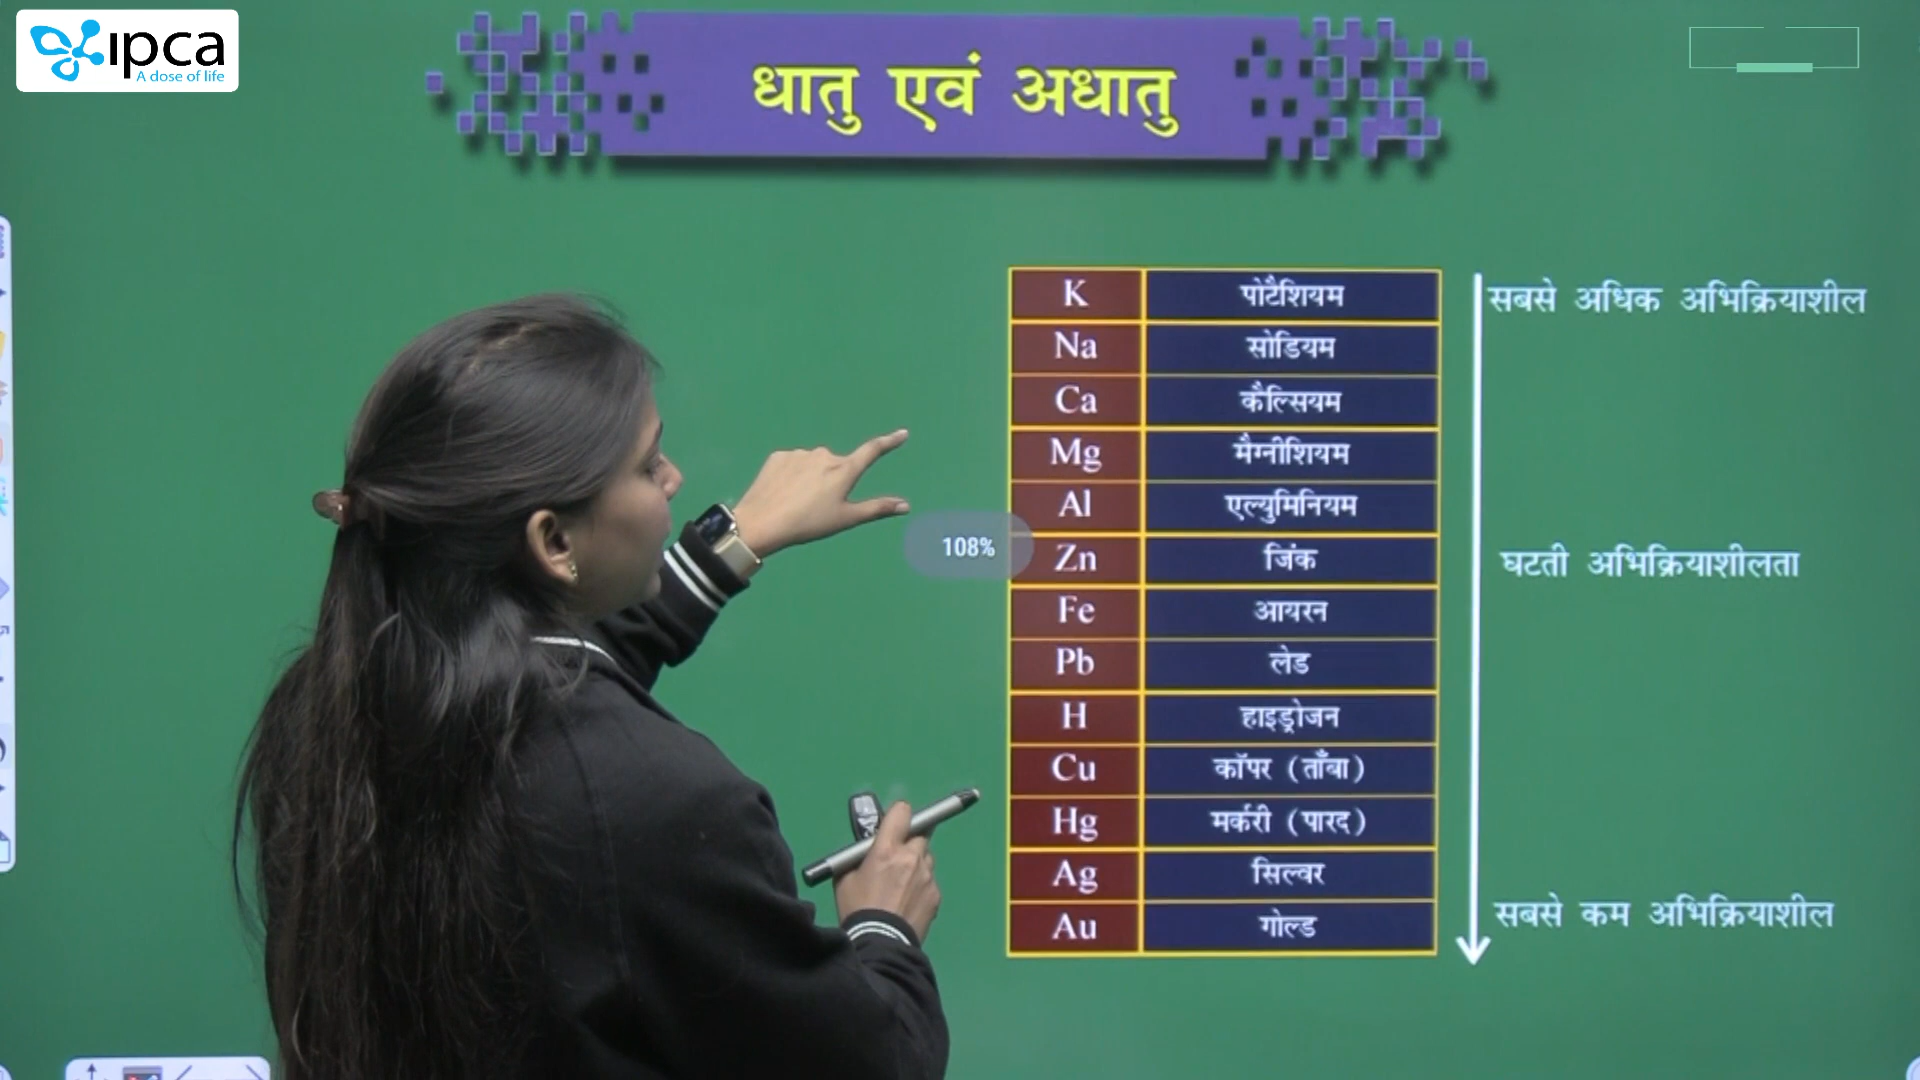 ipca
A dose of life
धातु एवं अधातु
K पोटैशियम
Na सोडियम
Ca कैल्सियम
Mg मैग्नीशियम
Al एल्युमिनियम
Zn जिंक
Fe आयरन
Pb लेड
H हाइड्रोजन
Cu कॉपर (ताँबा)
Hg मर्करी (पारद)
Ag सिल्वर
Au गोल्ड
सबसे अधिक अभिक्रियाशील
घटती अभिक्रियाशीलता
सबसे कम अभिक्रियाशील
108%